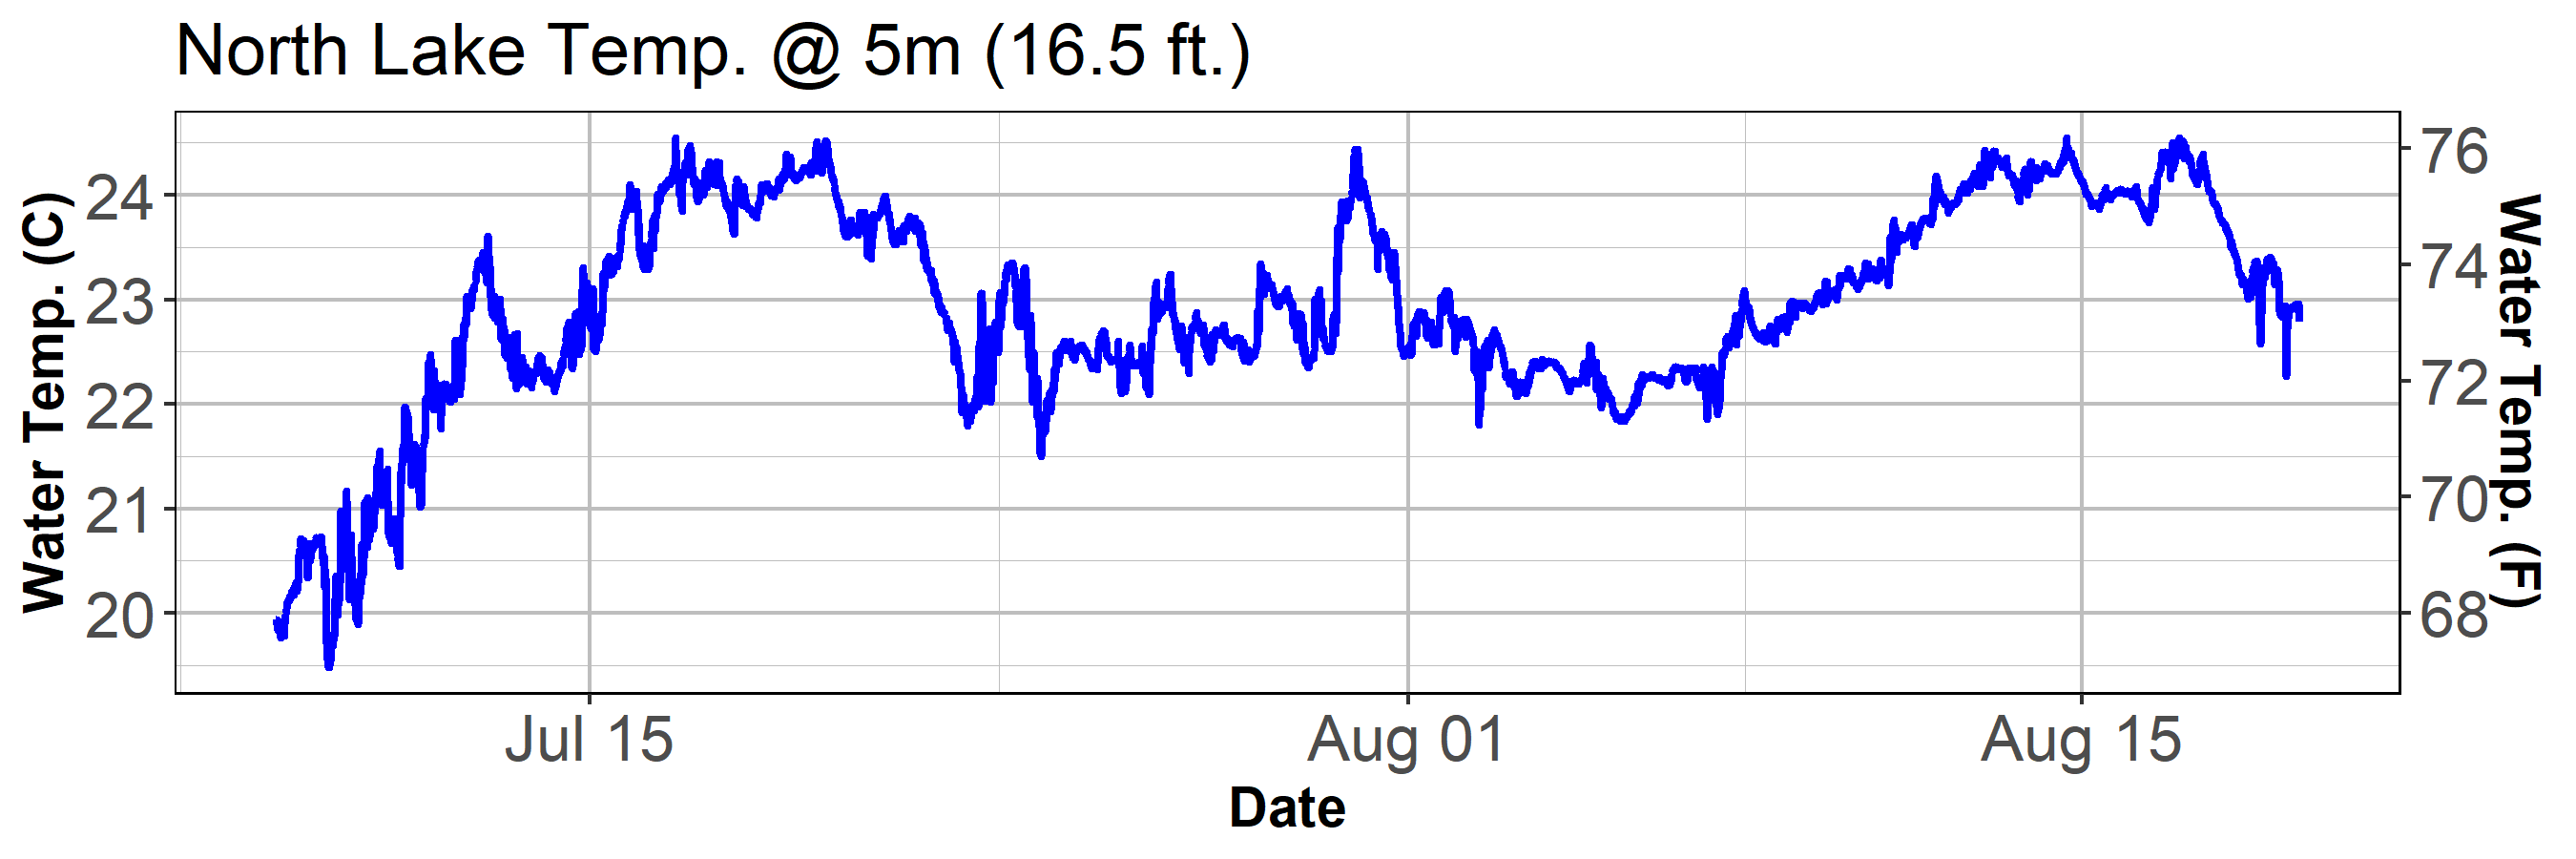 North Lake Temp. @ 5m (16.5 ft.)
Water Temp. (C)
24
23
22
21
20
76
74
72
70
68
Water Temp. (F)
Jul 15 Aug 01 Aug 15
Date